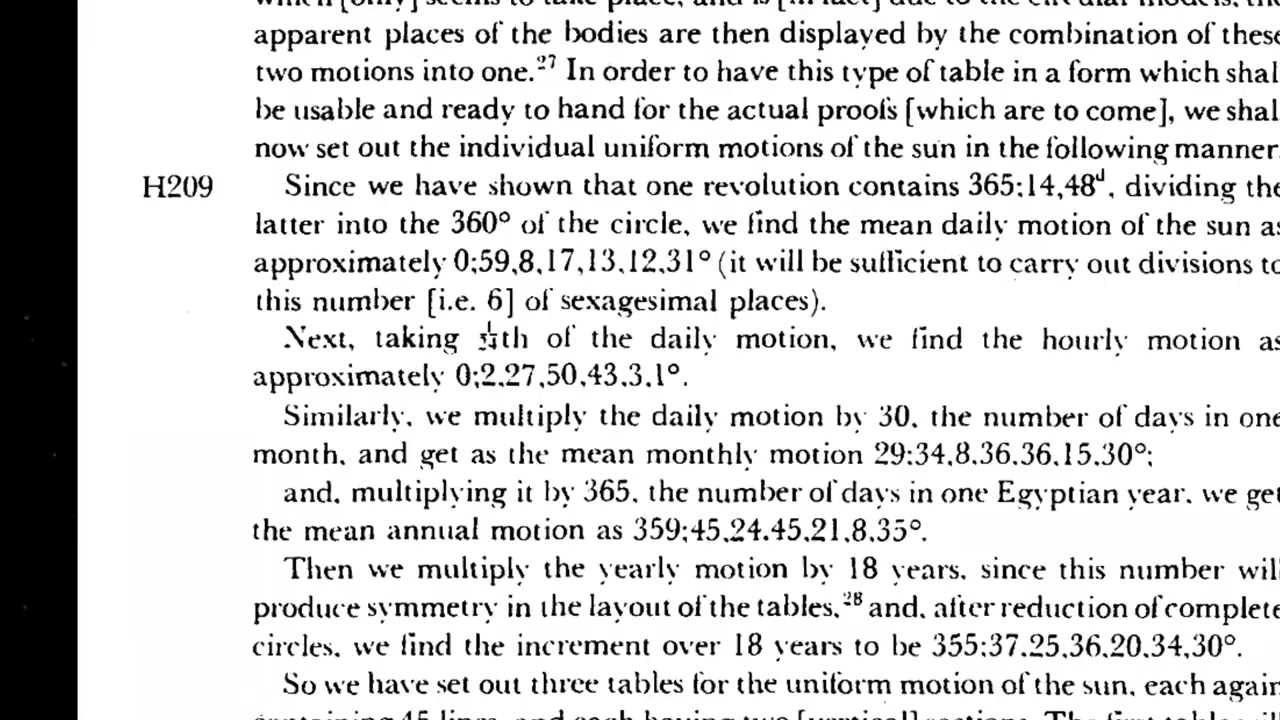 apparent places of the bodies are then displayed by the combination of these
two motions into one.²⁷ In order to have this type of table in a form which shal
be usable and ready to hand for the actual proofs [which are to come], we shal
now set out the individual uniform motions of the sun in the following manner.
H209 Since we have shown that one revolution contains 365;14,48ᵈ, dividing the
latter into the 360° of the circle, we find the mean daily motion of the sun as
approximately 0;59,8,17,13,12,31° (it will be sufficient to carry out divisions to
this number [i.e. 6] of sexagesimal places).
Next, taking 1/24th of the daily motion, we find the hourly motion as
approximately 0;2,27,50,43,3,1°.
Similarly, we multiply the daily motion by 30, the number of days in one
month, and get as the mean monthly motion 29;34,8,36,36,15,30°;
and, multiplying it by 365, the number of days in one Egyptian year, we get
the mean annual motion as 359;45,24,45,21,8,35°.
Then we multiply the yearly motion by 18 years, since this number wil
produce symmetry in the layout of the tables,²⁸ and, after reduction of complete
circles, we find the increment over 18 years to be 355;37,25,36,20,34,30°.
So we have set out three tables for the uniform motion of the sun, each again